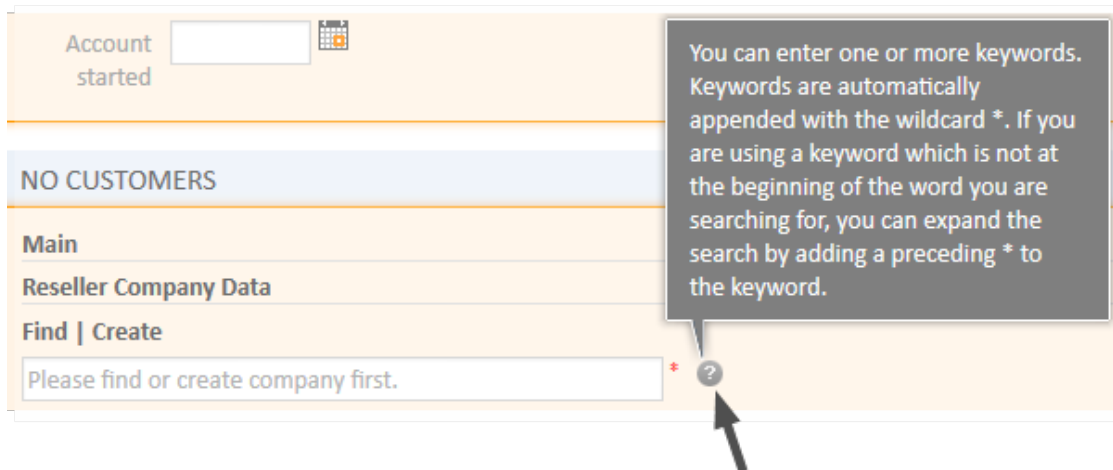 Account
started
You can enter one or more keywords.
Keywords are automatically
appended with the wildcard *. If you
are using a keyword which is not at
the beginning of the word you are
searching for, you can expand the
search by adding a preceding * to
the keyword.
NO CUSTOMERS
Main
Reseller Company Data
Find | Create
Please find or create company first. * ?